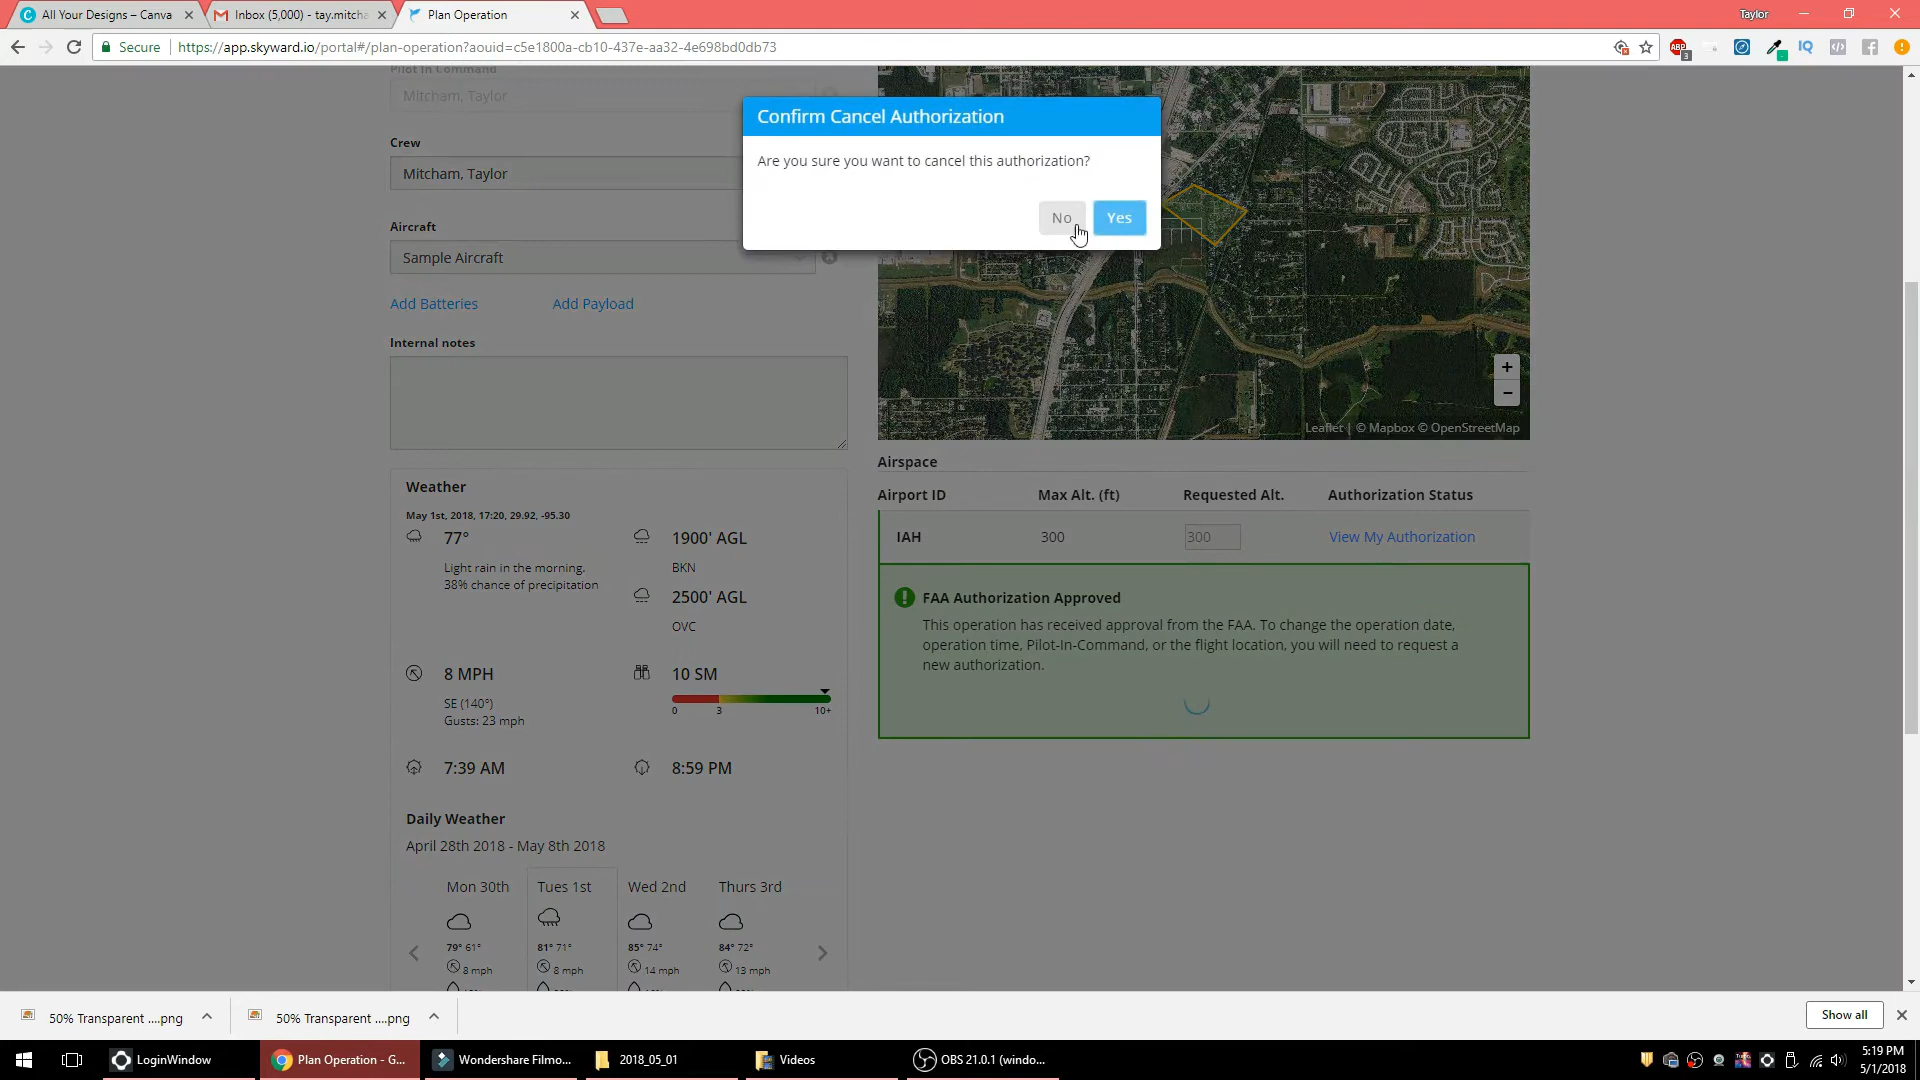 All Your Designs – Canva
Inbox (5,000) - tay.mitcha
Plan Operation
Taylor
Secure
https://app.skyward.io/portal#/plan-operation?aouid=c5e1800a-cb10-437e-aa32-4e698bd0db73
ABP
3
IQ
Pilot In Command
Mitcham, Taylor
Crew
Mitcham, Taylor
Aircraft
Sample Aircraft
Add Batteries
Add Payload
Internal notes
Confirm Cancel Authorization
Are you sure you want to cancel this authorization?
No
Yes
+
−
Leaflet | © Mapbox © OpenStreetMap
Weather
May 1st, 2018, 17:20, 29.92, -95.30
77°
Light rain in the morning.
38% chance of precipitation
1900' AGL
BKN
2500' AGL
OVC
8 MPH
SE (140°)
Gusts: 23 mph
10 SM
0
3
10+
7:39 AM
8:59 PM
Daily Weather
April 28th 2018 - May 8th 2018
Mon 30th
Tues 1st
Wed 2nd
Thurs 3rd
79° 61°
81° 71°
85° 74°
84° 72°
8 mph
8 mph
14 mph
13 mph
Airspace
Airport ID
Max Alt. (ft)
Requested Alt.
Authorization Status
IAH
300
300
View My Authorization
FAA Authorization Approved
This operation has received approval from the FAA. To change the operation date,
operation time, Pilot-In-Command, or the flight location, you will need to request a
new authorization.
50% Transparent ....png
50% Transparent ....png
Show all
LoginWindow
Plan Operation - G...
Wondershare Filmo...
2018_05_01
Videos
OBS 21.0.1 (windo...
5:19 PM
5/1/2018